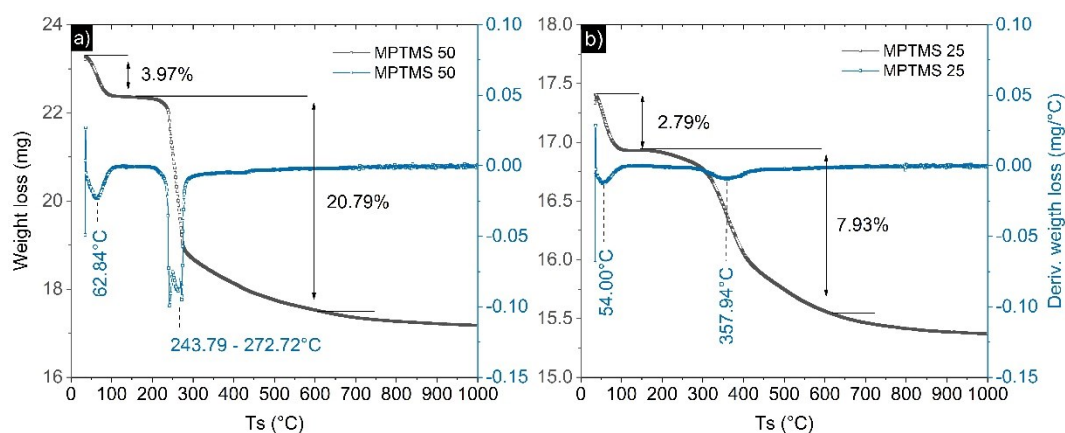 a)
MPTMS 50
MPTMS 50
3.97%
20.79%
62.84°C
243.79 - 272.72°C
24
22
20
18
16
Weight loss (mg)
0.10
0.05
0.00
-0.05
-0.10
-0.15
0 100 200 300 400 500 600 700 800 900 1000
Ts (°C)
b)
MPTMS 25
MPTMS 25
2.79%
7.93%
54.00°C
357.94°C
18.0
17.5
17.0
16.5
16.0
15.5
15.0
0.10
0.05
0.00
-0.05
-0.10
-0.15
Deriv. weigth loss (mg/°C)
0 100 200 300 400 500 600 700 800 900 1000
Ts (°C)